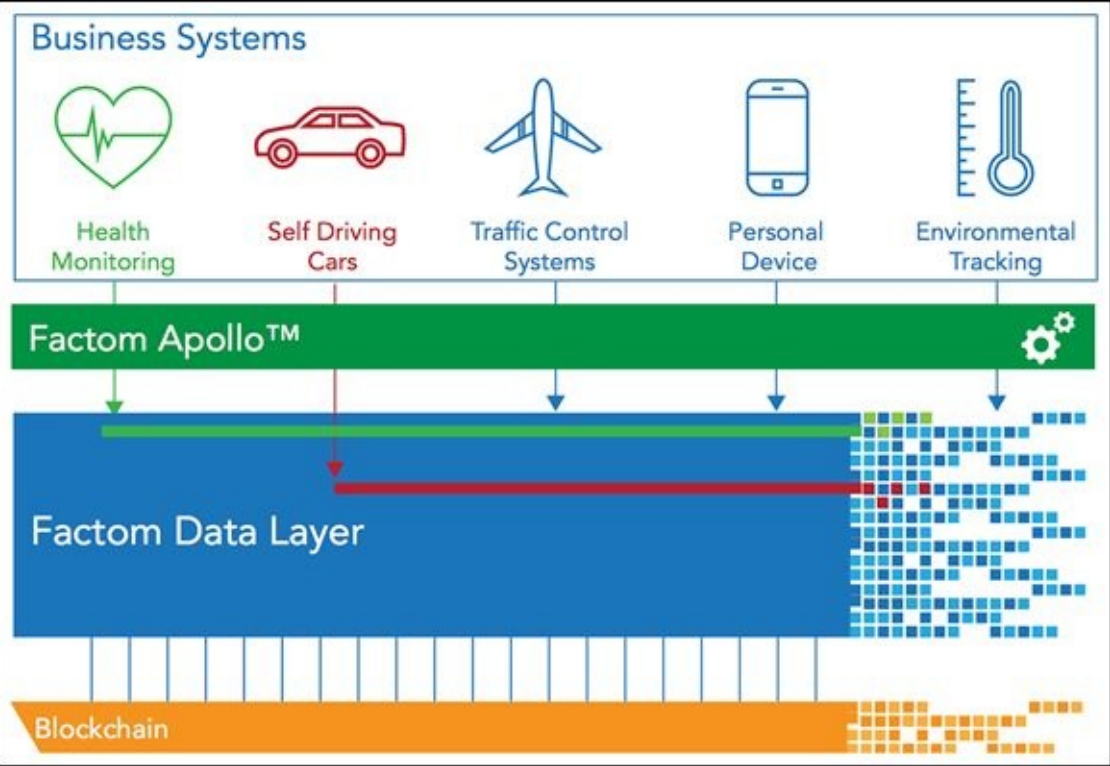 Business Systems
Health
Monitoring
Self Driving
Cars
Traffic Control
Systems
Personal
Device
Environmental
Tracking
Factom Apollo™
Factom Data Layer
Blockchain